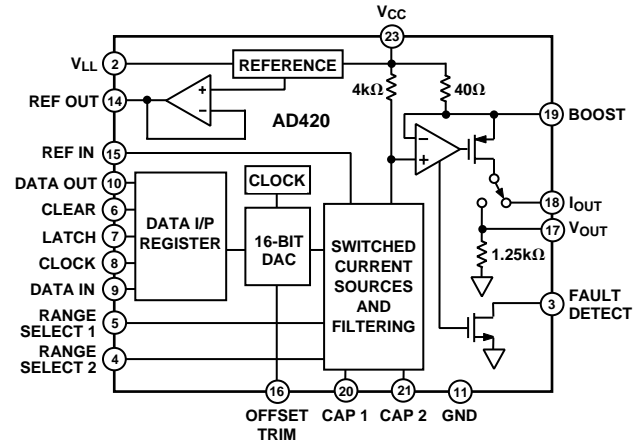 VCC
23
VLL
2
REFERENCE
4kΩ
40Ω
REF OUT
14
+
−
AD420
19
BOOST
−
+
REF IN
15
DATA OUT
10
CLOCK
CLEAR
6
DATA I/P
REGISTER
16-BIT
DAC
SWITCHED
CURRENT
SOURCES
AND
FILTERING
18
IOUT
LATCH
7
17
VOUT
CLOCK
8
1.25kΩ
DATA IN
9
RANGE
SELECT 1
5
3
FAULT
DETECT
RANGE
SELECT 2
4
16
20
21
11
OFFSET
TRIM
CAP 1
CAP 2
GND